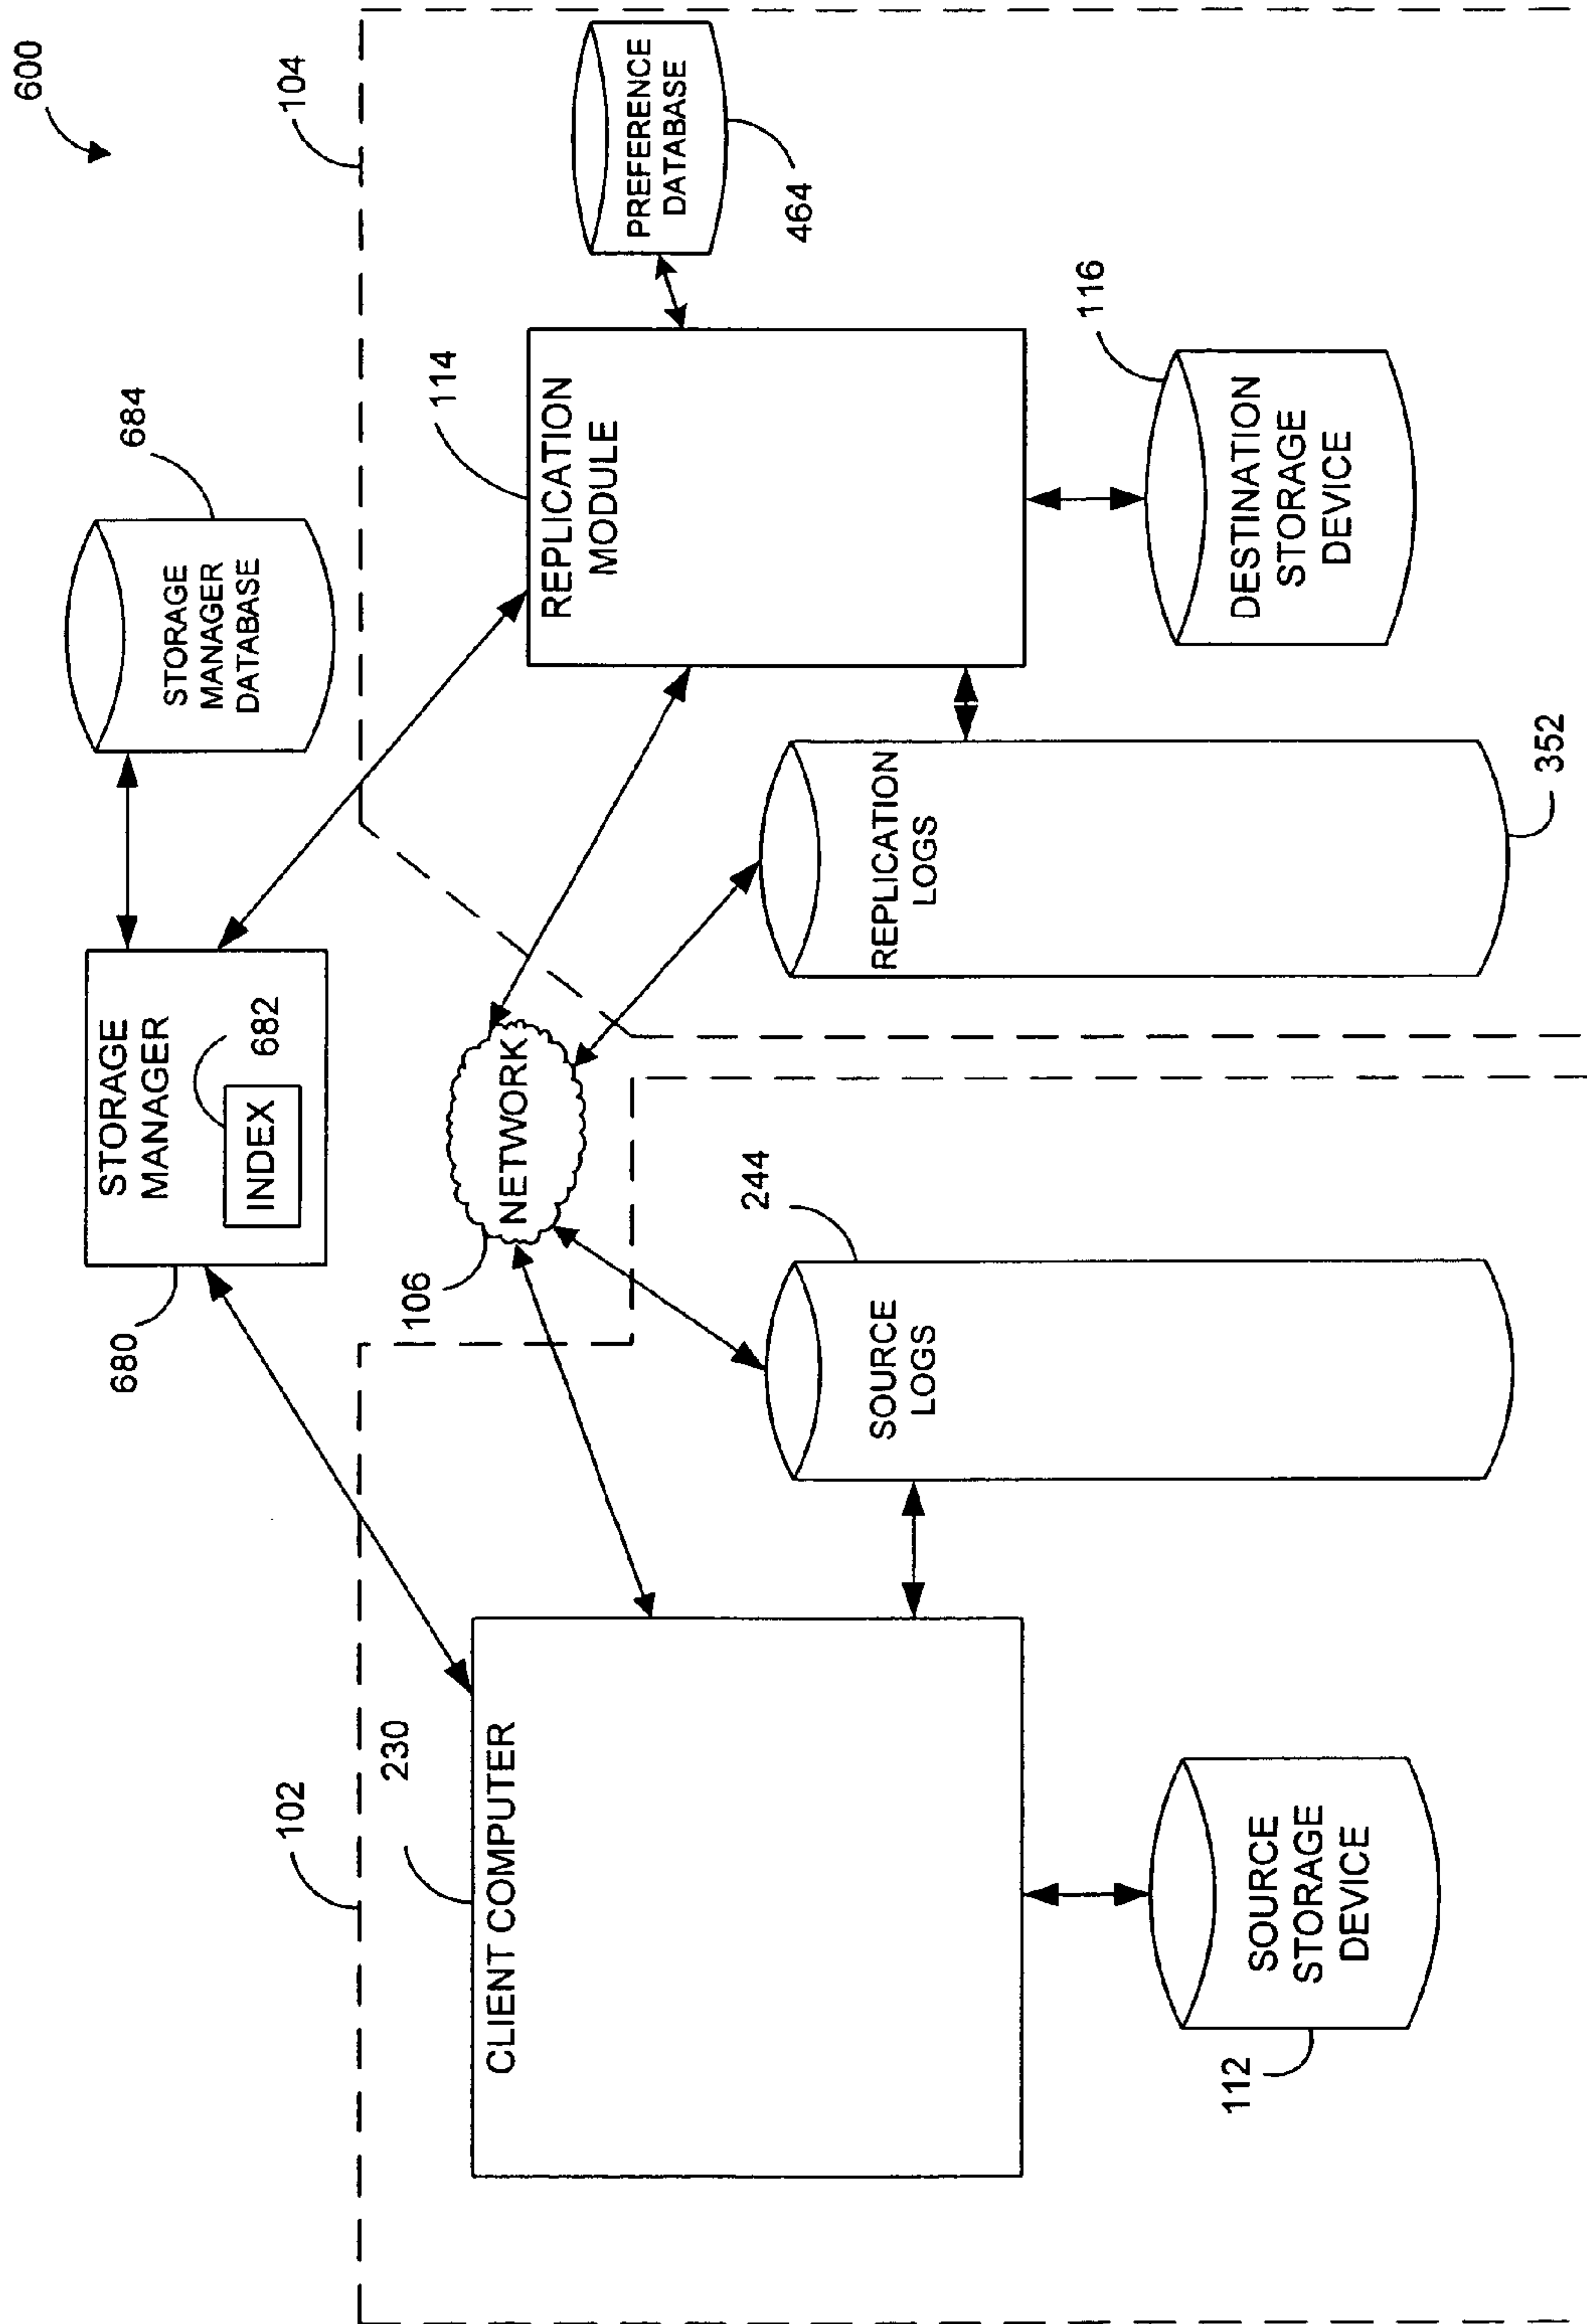 600
STORAGE
MANAGER
INDEX
682
680
STORAGE
MANAGER
DATABASE
684
102
104
NETWORK
106
CLIENT COMPUTER
230
SOURCE
LOGS
244
SOURCE
STORAGE
DEVICE
112
REPLICATION
MODULE
114
PREFERENCE
DATABASE
464
REPLICATION
LOGS
352
DESTINATION
STORAGE
DEVICE
116